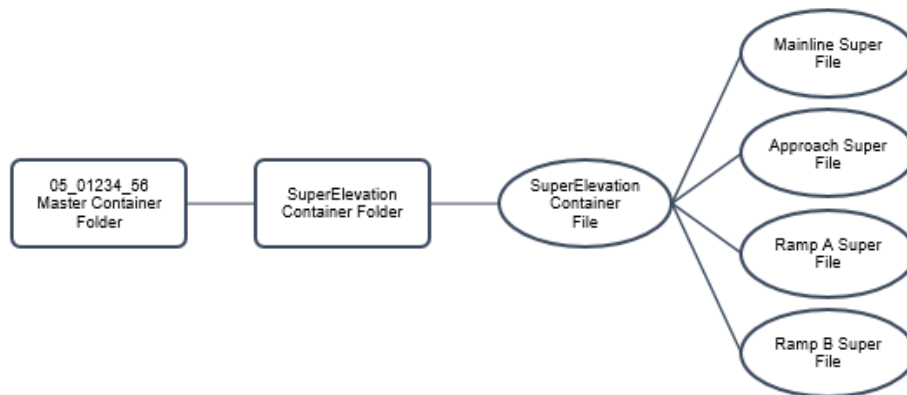 05_01234_56
Master Container
Folder
SuperElevation
Container Folder
SuperElevation
Container
File
Mainline Super
File
Approach Super
File
Ramp A Super
File
Ramp B Super
File